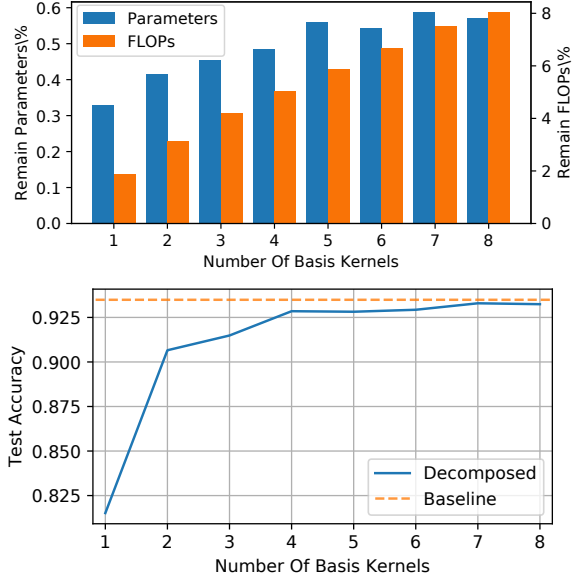 Parameters
FLOPs
Remain Parameters\%
0.6
0.5
0.4
0.3
0.2
0.1
0.0
8
6
4
2
0
Remain FLOPs\%
1 2 3 4 5 6 7 8
Number Of Basis Kernels
Test Accuracy
0.925
0.900
0.875
0.850
0.825
Decomposed
Baseline
1 2 3 4 5 6 7 8
Number Of Basis Kernels